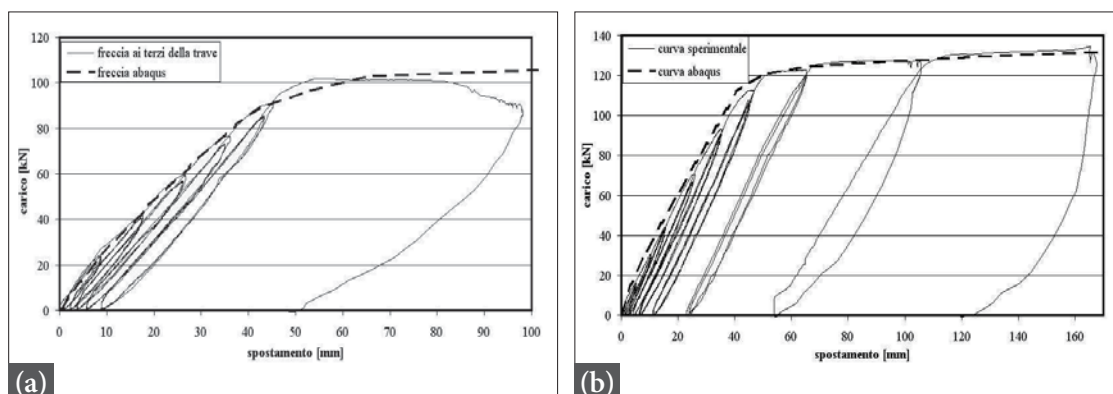 120
100
80
60
40
20
0
carico [kN]
freccia ai terzi della trave
freccia abaqus
0 10 20 30 40 50 60 70 80 90 100
spostamento [mm]
(a)
140
120
100
80
60
40
20
0
carico [kN]
curva sperimentale
curva abaqus
0 20 40 60 80 100 120 140 160
spostamento [mm]
(b)